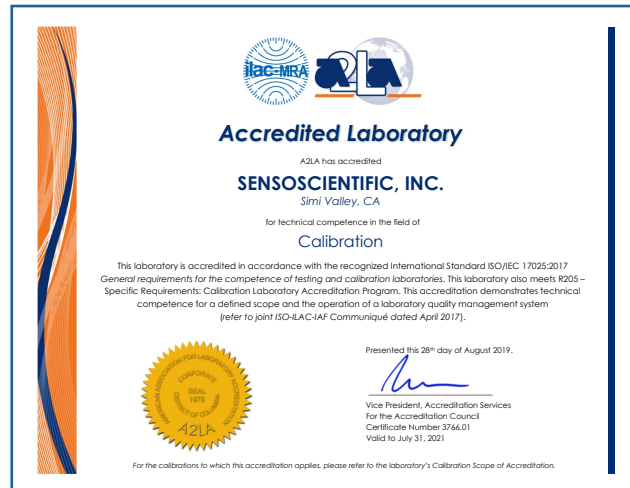 ilac-MRA
A2LA
Accredited Laboratory
A2LA has accredited
SENSOSCIENTIFIC, INC.
Simi Valley, CA
for technical competence in the field of
Calibration
This laboratory is accredited in accordance with the recognized International Standard ISO/IEC 17025:2017
General requirements for the competence of testing and calibration laboratories. This laboratory also meets R205 –
Specific Requirements: Calibration Laboratory Accreditation Program. This accreditation demonstrates technical
competence for a defined scope and the operation of a laboratory quality management system
(refer to joint ISO-ILAC-IAF Communiqué dated April 2017).
AMERICAN ASSOCIATION FOR LABORATORY ACCREDITATION
CORPORATE
SEAL
1978
DISTRICT OF COLUMBIA
A2LA
Presented this 28th day of August 2019.
Vice President, Accreditation Services
For the Accreditation Council
Certificate Number 3766.01
Valid to July 31, 2021
For the calibrations to which this accreditation applies, please refer to the laboratory's Calibration Scope of Accreditation.